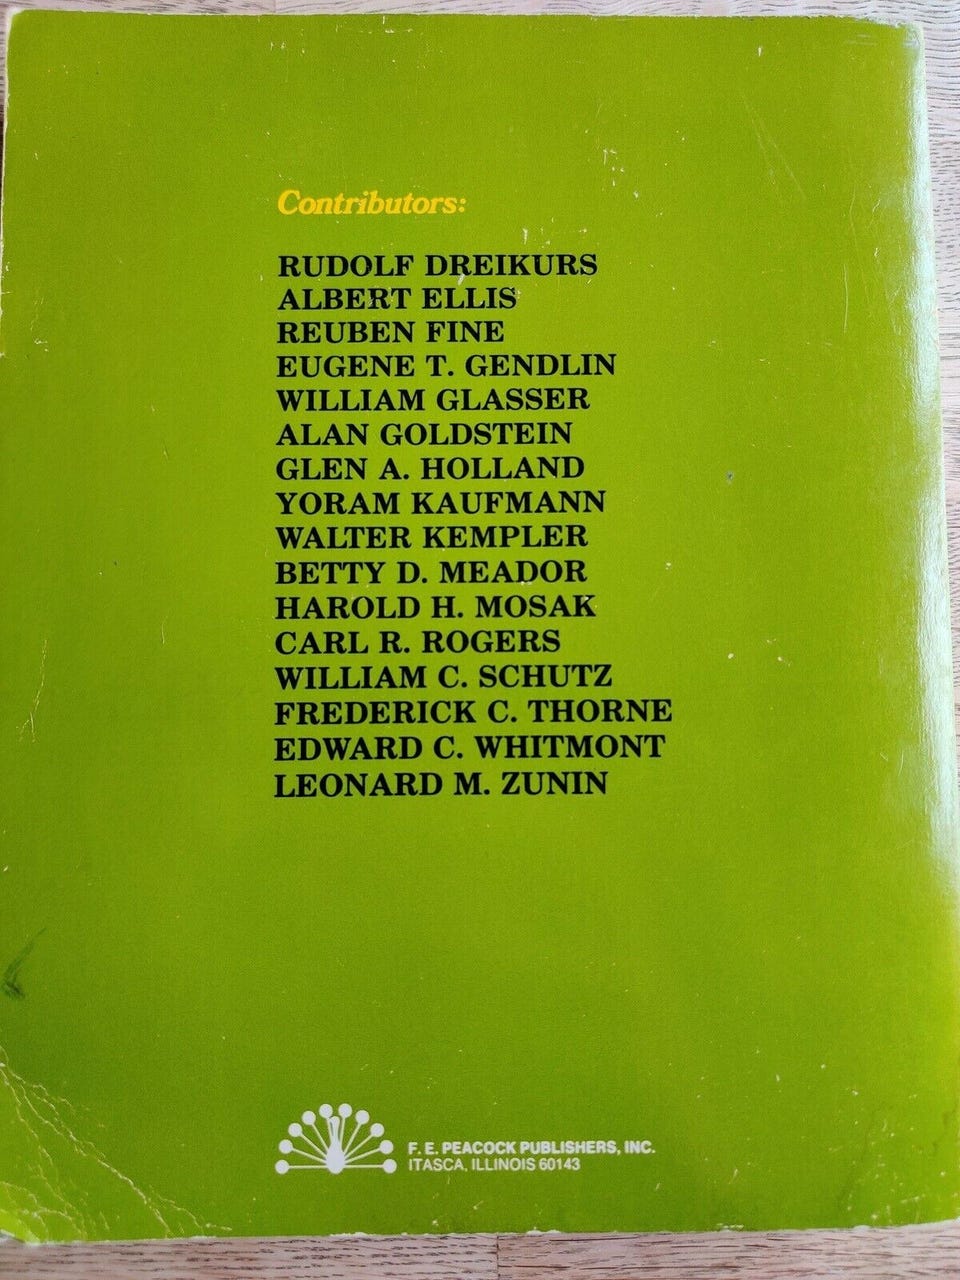 Contributors:
RUDOLF DREIKURS
ALBERT ELLIS
REUBEN FINE
EUGENE T. GENDLIN
WILLIAM GLASSER
ALAN GOLDSTEIN
GLEN A. HOLLAND
YORAM KAUFMANN
WALTER KEMPLER
BETTY D. MEADOR
HAROLD H. MOSAK
CARL R. ROGERS
WILLIAM C. SCHUTZ
FREDERICK C. THORNE
EDWARD C. WHITMONT
LEONARD M. ZUNIN
F. E. PEACOCK PUBLISHERS, INC.
ITASCA, ILLINOIS 60143